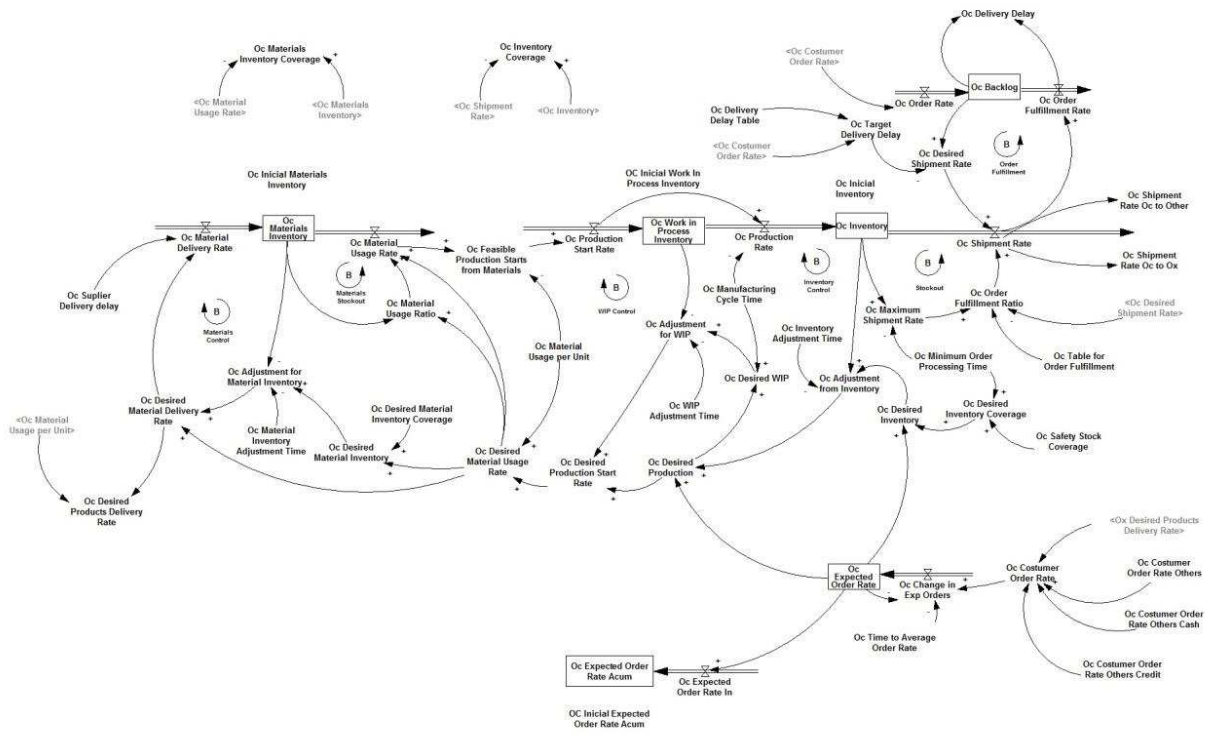 Oc Delivery Delay
Oc Materials
Inventory Coverage
Oc Inventory
Coverage
<Oc Costumer
Order Rate>
<Oc Material
Usage Rate>
<Oc Materials
Inventory>
<Oc Shipment
Rate>
<Oc Inventory>
Oc Backlog
Oc Order Rate
Oc Order
Fulfillment Rate
Oc Delivery
Delay Table
Oc Target
Delivery Delay
<Oc Costumer
Order Rate>
Oc Desired
Shipment Rate
B
Order
Fulfillment
Oc Inicial Materials
Inventory
OC Inicial Work In
Process Inventory
Oc Inicial
Inventory
Oc Shipment
Rate Oc to Other
Oc
Materials
Inventory
Oc Material
Delivery Rate
Oc Material
Usage Rate
Oc Feasible
Production Starts
from Materials
Oc Production
Start Rate
Oc Work in
Process
Inventory
Oc Production
Rate
Oc Inventory
Oc Shipment Rate
Oc Shipment
Rate Oc to Ox
Oc Suplier
Delivery delay
B
Materials
Control
B
Materials
Stockout
Oc Material
Usage Ratio
B
WIP Control
Oc Manufacturing
Cycle Time
B
Inventory
Control
B
Stockout
Oc Order
Fulfillment Ratio
<Oc Desired
Shipment Rate>
Oc Maximum
Shipment Rate
Oc Adjustment
for WIP
Oc Inventory
Adjustment Time
Oc Material
Usage per Unit
Oc Minimum Order
Processing Time
Oc Table for
Order Fulfillment
Oc Adjustment for
Material Inventory
Oc Desired WIP
Oc Adjustment
from Inventory
Oc WIP
Adjustment Time
Oc Desired
Material Delivery
Rate
<Oc Material
Usage per Unit>
Oc Material
Inventory
Adjustment Time
Oc Desired Material
Inventory Coverage
Oc Desired
Material Inventory
Oc Desired
Inventory
Oc Desired
Inventory Coverage
Oc Safety Stock
Coverage
Oc Desired
Material Usage
Rate
Oc Desired
Production Start
Rate
Oc Desired
Production
Oc Desired
Products Delivery
Rate
<Ox Desired Products
Delivery Rate>
Oc
Expected
Order Rate
Oc Change in
Exp Orders
Oc Costumer
Order Rate
Oc Costumer
Order Rate Others
Oc Costumer Order
Rate Others Cash
Oc Time to Average
Order Rate
Oc Costumer Order
Rate Others Credit
Oc Expected Order
Rate Acum
Oc Expected
Order Rate In
OC Inicial Expected
Order Rate Acum